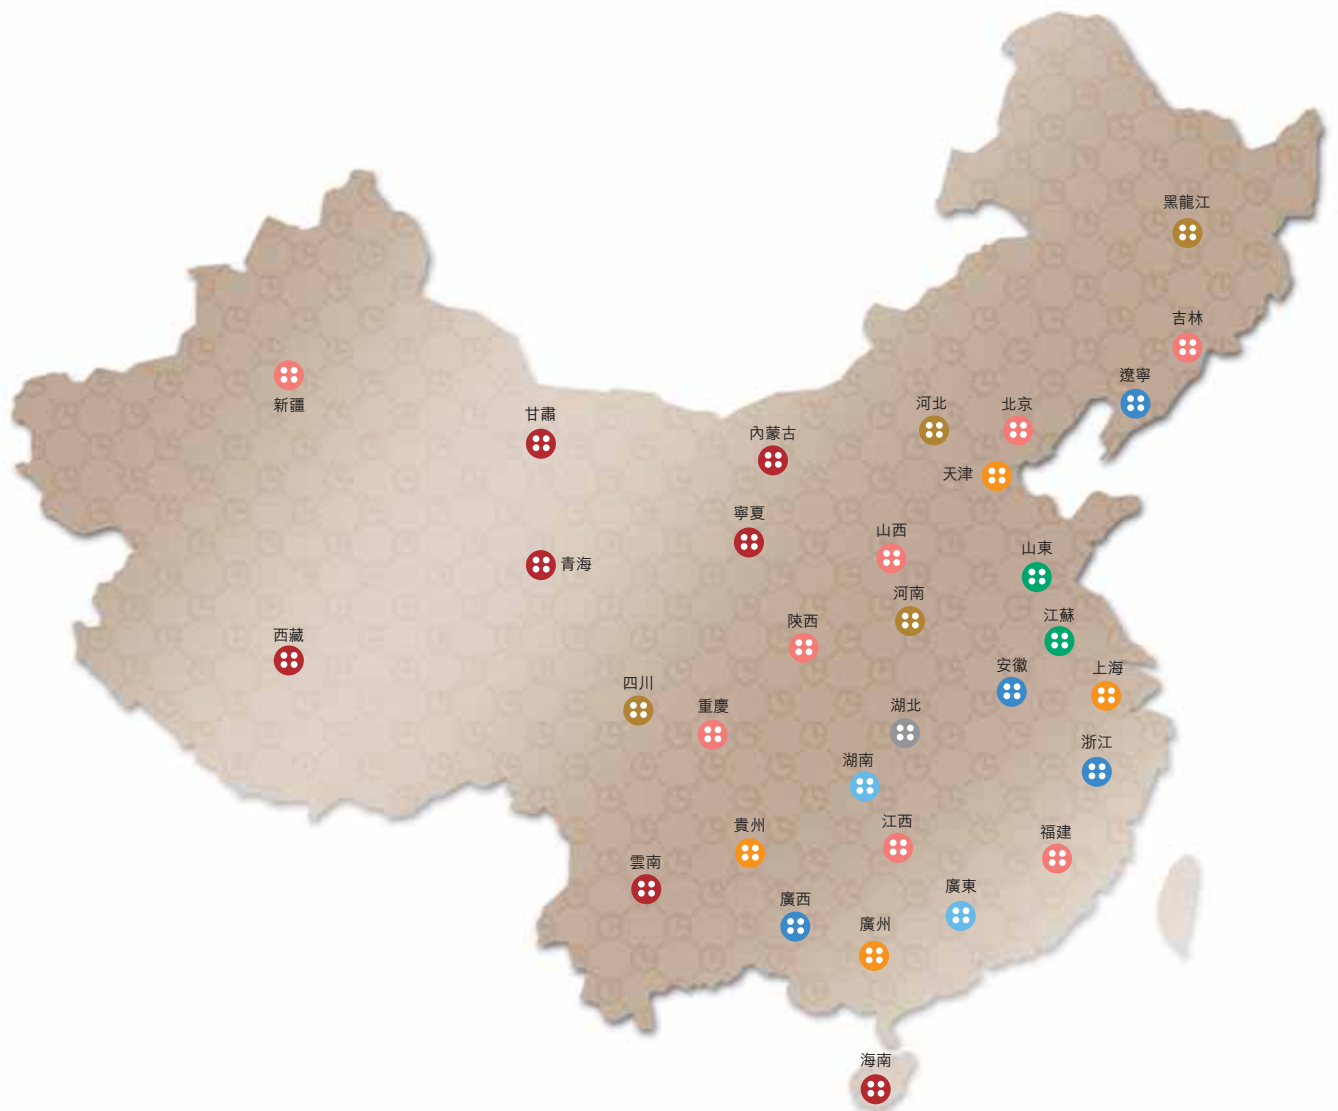 黑龍江
吉林
遼寧
新疆
甘肅
河北
北京
內蒙古
天津
寧夏
山西
山東
青海
河南
江蘇
陝西
西藏
安徽
上海
四川
重慶
湖北
浙江
湖南
貴州
江西
福建
雲南
廣東
廣西
廣州
海南